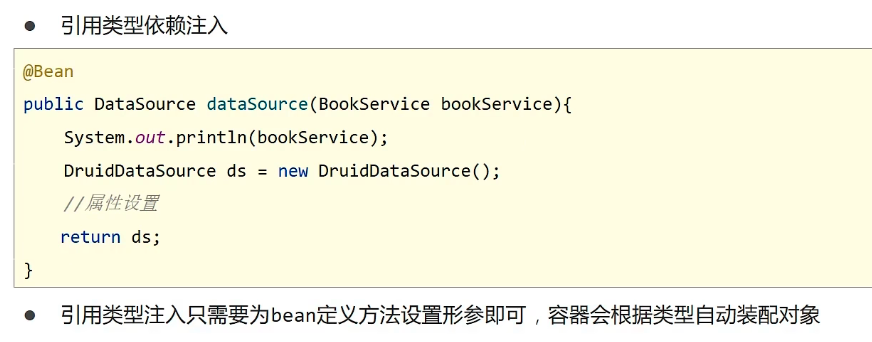 ● 引用类型依赖注入
@Bean
public DataSource dataSource(BookService bookService){
    System.out.println(bookService);
    DruidDataSource ds = new DruidDataSource();
    //属性设置
    return ds;
}
● 引用类型注入只需要为bean定义方法设置形参即可，容器会根据类型自动装配对象